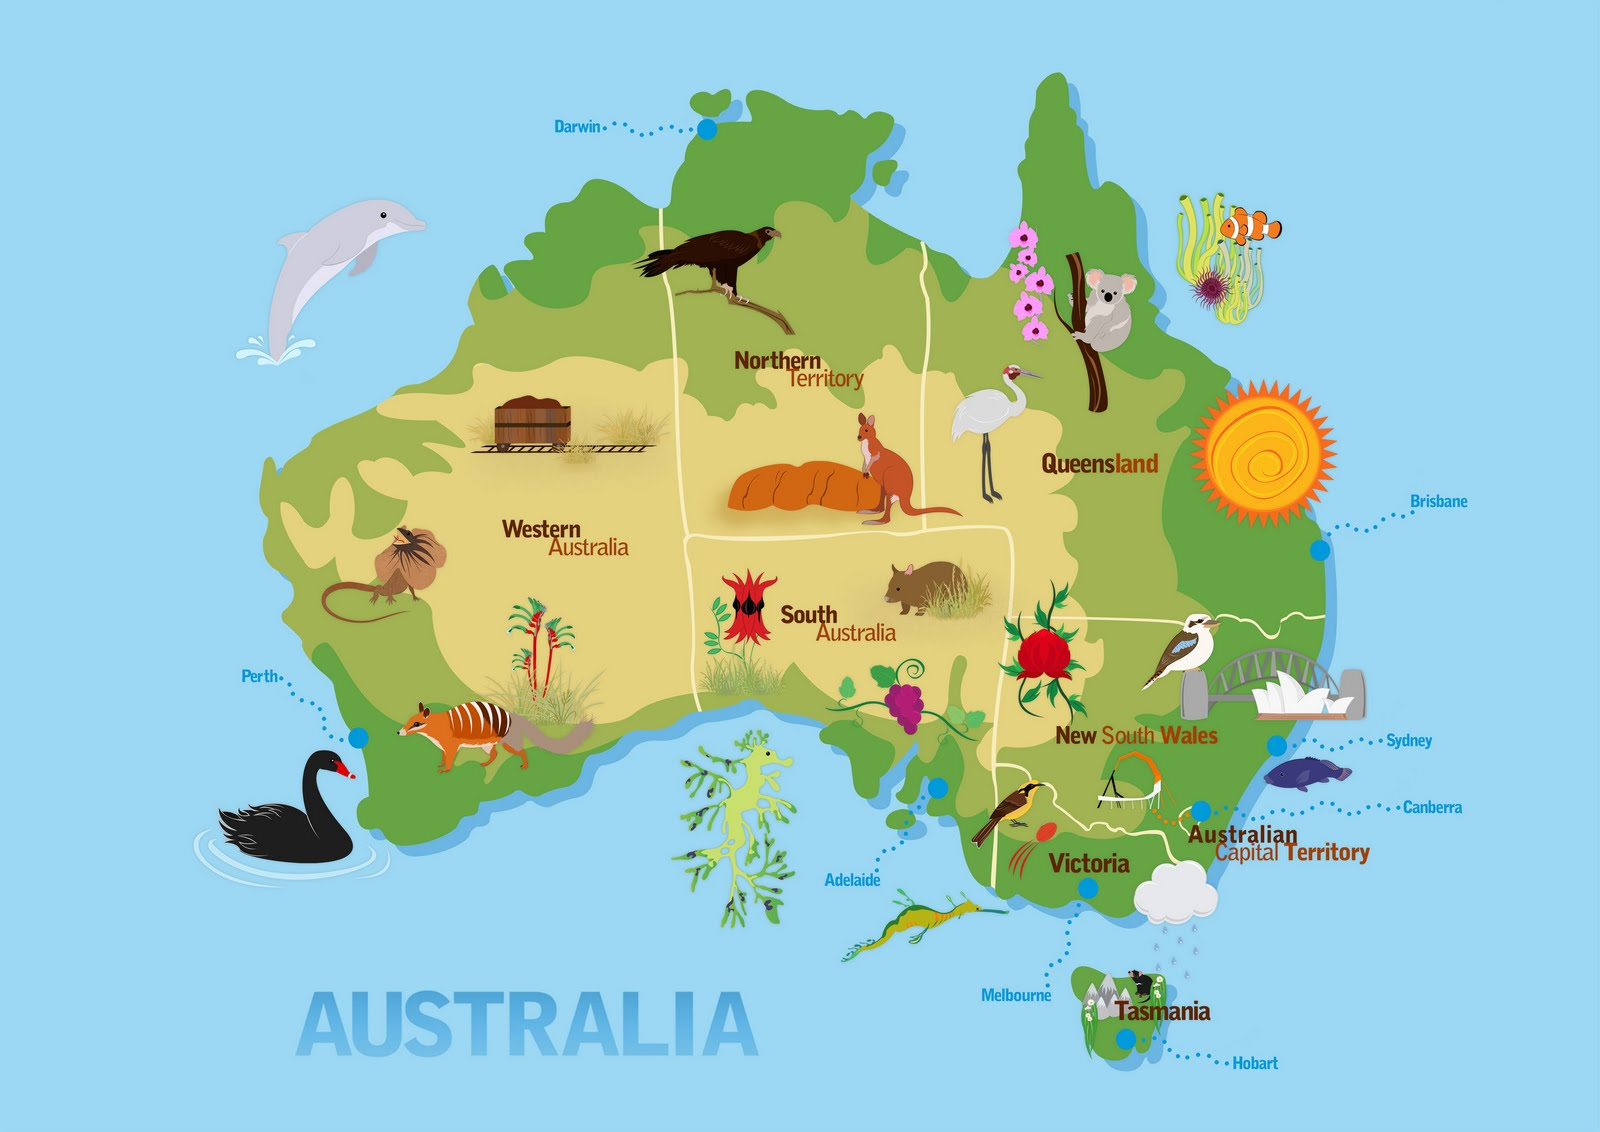 Darwin
Northern
Territory
Queensland
Brisbane
Western
Australia
South
Australia
Perth
New South Wales
Sydney
Canberra
Australian
Capital Territory
Victoria
Adelaide
Melbourne
Tasmania
Hobart
AUSTRALIA